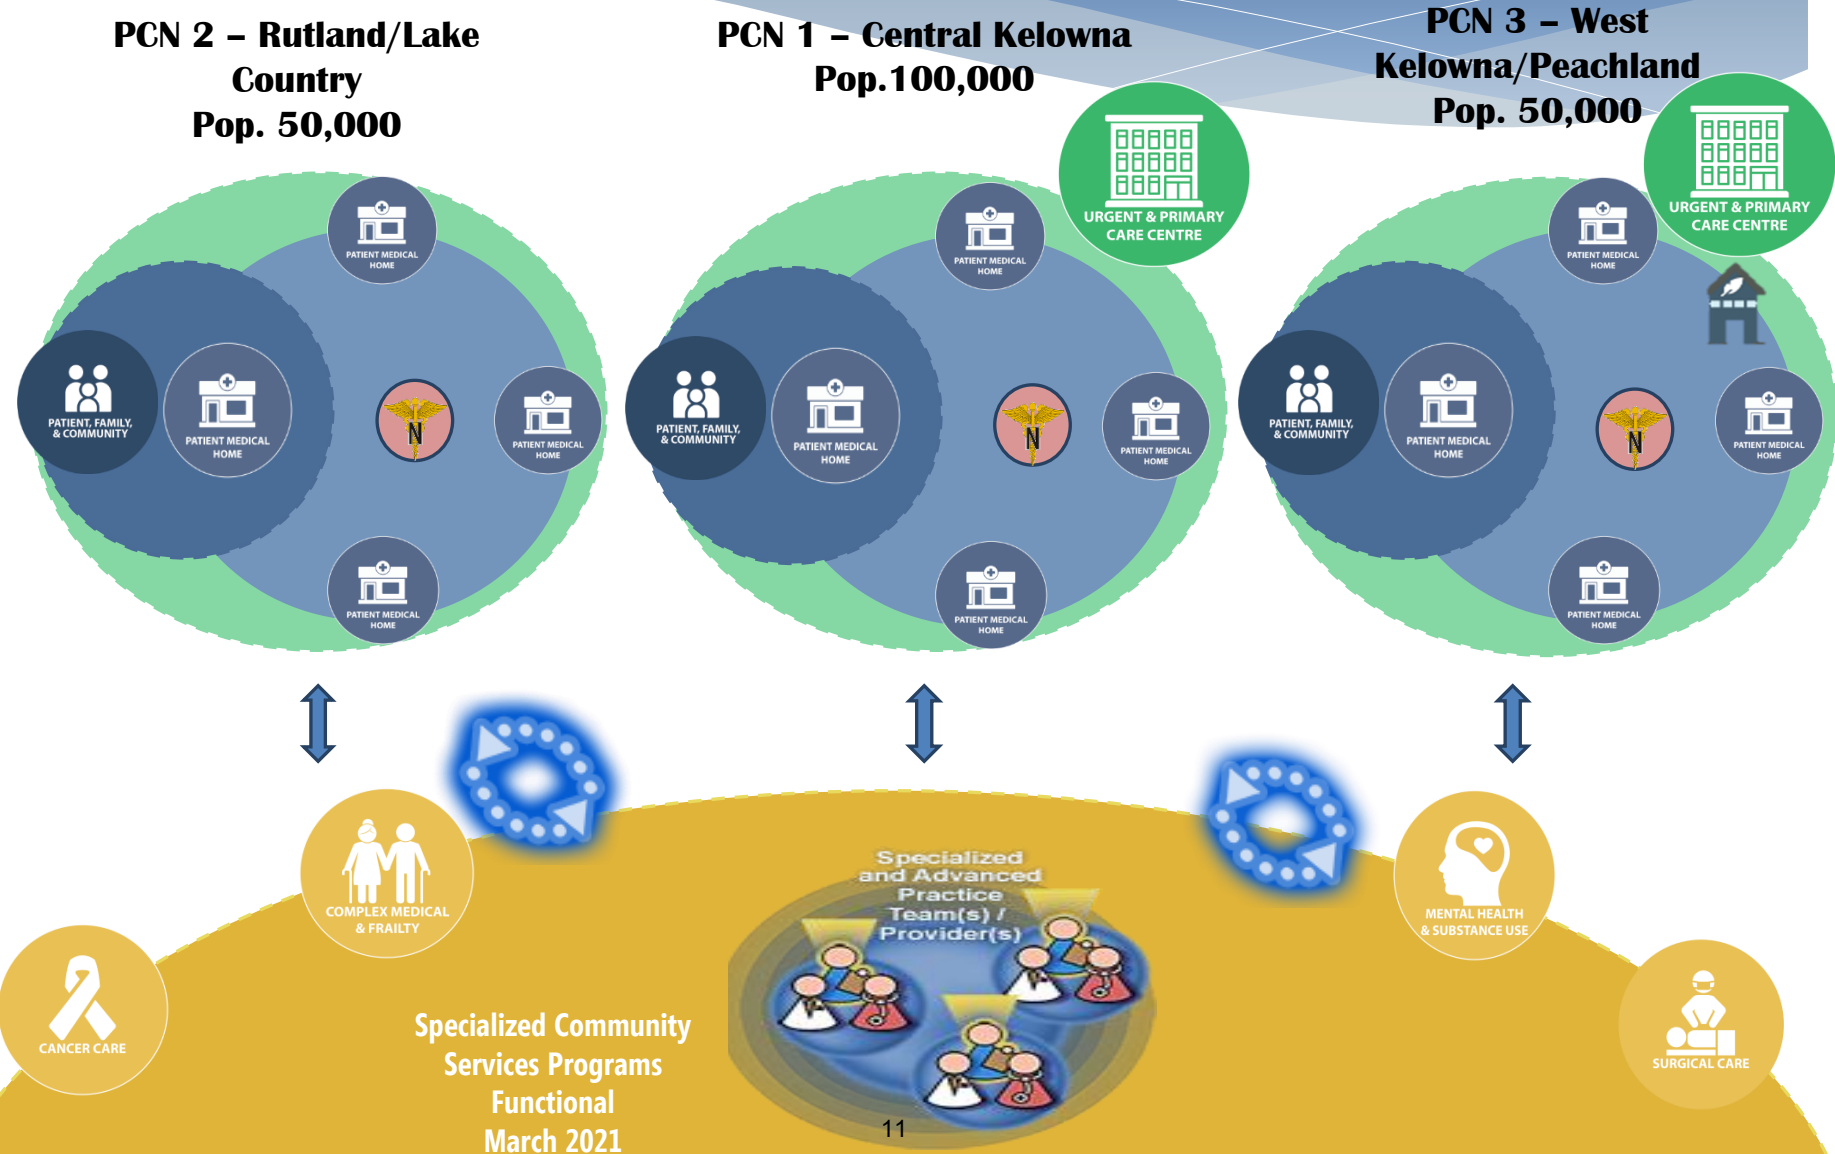 PCN 2 – Rutland/Lake
Country
Pop. 50,000
PCN 1 – Central Kelowna
Pop.100,000
PCN 3 – West
Kelowna/Peachland
Pop. 50,000
URGENT & PRIMARY
CARE CENTRE
URGENT & PRIMARY
CARE CENTRE
PATIENT MEDICAL
HOME
PATIENT, FAMILY,
& COMMUNITY
PATIENT MEDICAL
HOME
N
PATIENT MEDICAL
HOME
PATIENT MEDICAL
HOME
PATIENT MEDICAL
HOME
PATIENT, FAMILY,
& COMMUNITY
PATIENT MEDICAL
HOME
N
PATIENT MEDICAL
HOME
PATIENT MEDICAL
HOME
PATIENT MEDICAL
HOME
PATIENT, FAMILY,
& COMMUNITY
PATIENT MEDICAL
HOME
N
PATIENT MEDICAL
HOME
PATIENT MEDICAL
HOME
CANCER CARE
COMPLEX MEDICAL
& FRAILTY
Specialized
and Advanced
Practice
Team(s) /
Provider(s)
MENTAL HEALTH
& SUBSTANCE USE
SURGICAL CARE
Specialized Community
Services Programs
Functional
March 2021
11